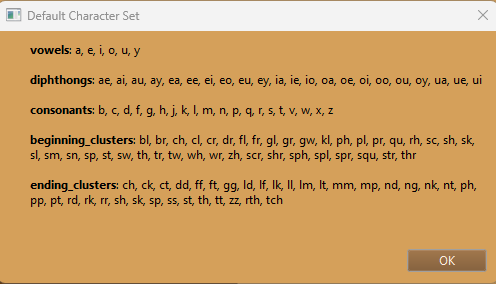 Default Character Set
vowels: a, e, i, o, u, y
diphthongs: ae, ai, au, ay, ea, ee, ei, eo, eu, ey, ia, ie, io, oa, oe, oi, oo, ou, oy, ua, ue, ui
consonants: b, c, d, f, g, h, j, k, l, m, n, p, q, r, s, t, v, w, x, z
beginning_clusters: bl, br, ch, cl, cr, dr, fl, fr, gl, gr, gw, kl, ph, pl, pr, qu, rh, sc, sh, sk,
sl, sm, sn, sp, st, sw, th, tr, tw, wh, wr, zh, scr, shr, sph, spl, spr, squ, str, thr
ending_clusters: ch, ck, ct, dd, ff, ft, gg, ld, lf, lk, ll, lm, lt, mm, mp, nd, ng, nk, nt, ph,
pp, pt, rd, rk, rr, sh, sk, sp, ss, st, th, tt, zz, rth, tch
OK